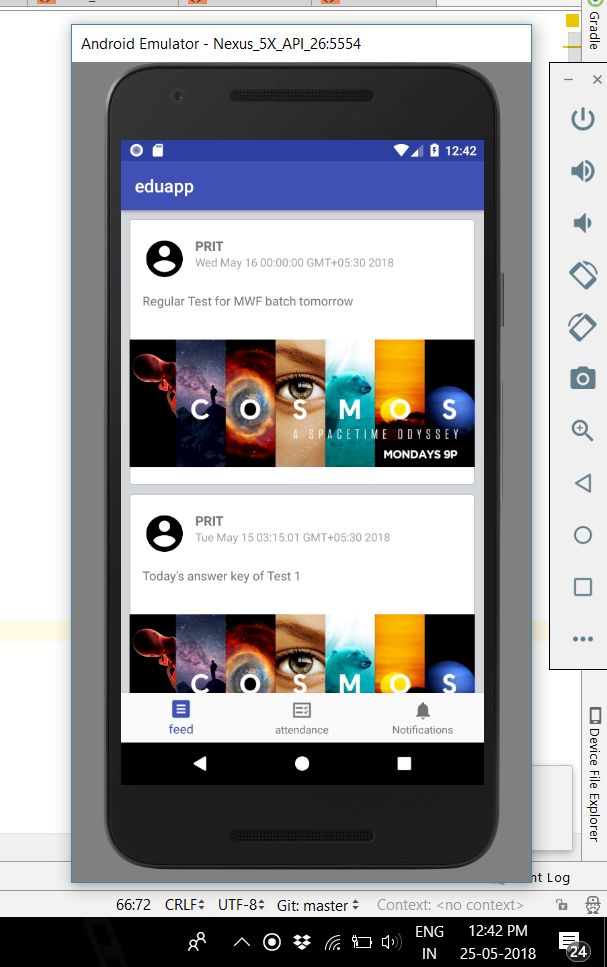 Android Emulator - Nexus_5X_API_26:5554
Gradle
12:42
eduapp
PRIT
Wed May 16 00:00:00 GMT+05:30 2018
Regular Test for MWF batch tomorrow
COSMOS
A SPACETIME ODYSSEY
MONDAYS 9P
PRIT
Tue May 15 03:15:01 GMT+05:30 2018
Today's answer key of Test 1
COSMOS
feed
attendance
Notifications
Device File Explorer
nt Log
66:72 CRLF UTF-8 Git: master Context: <no context>
ENG
IN
12:42 PM
25-05-2018
24